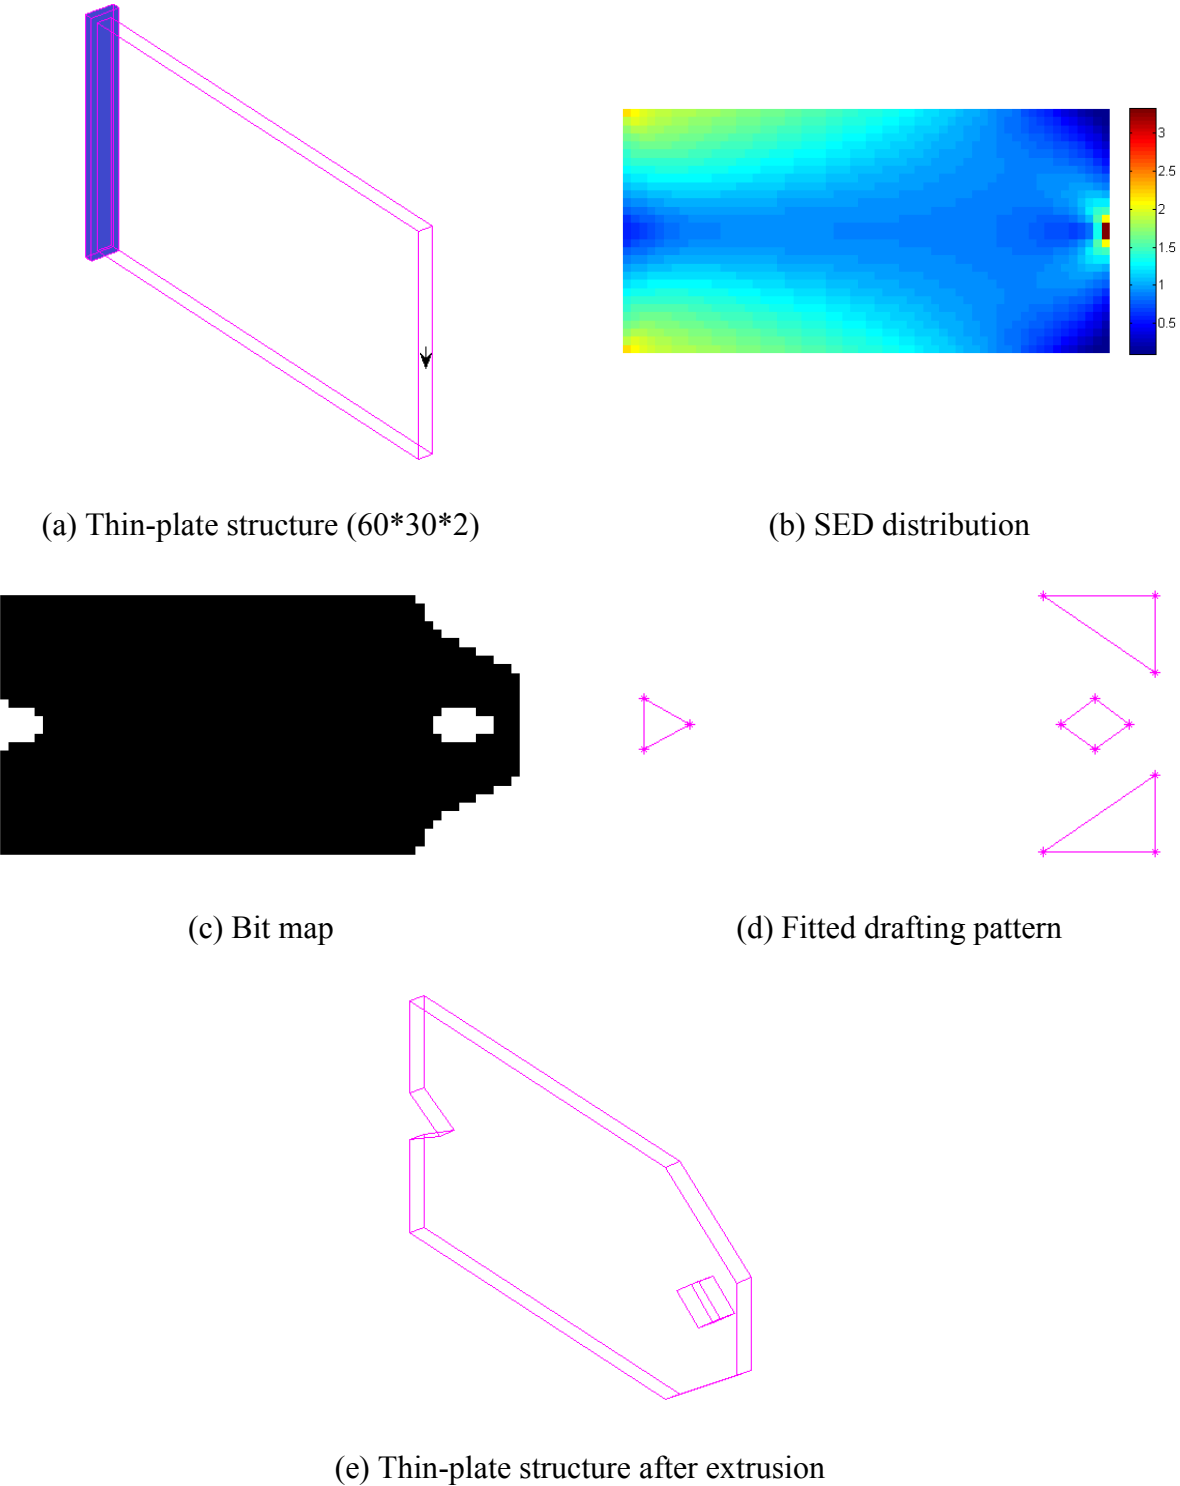 3
2.5
2
1.5
1
0.5
(a) Thin-plate structure (60*30*2)
(b) SED distribution
(c) Bit map
(d) Fitted drafting pattern
(e) Thin-plate structure after extrusion